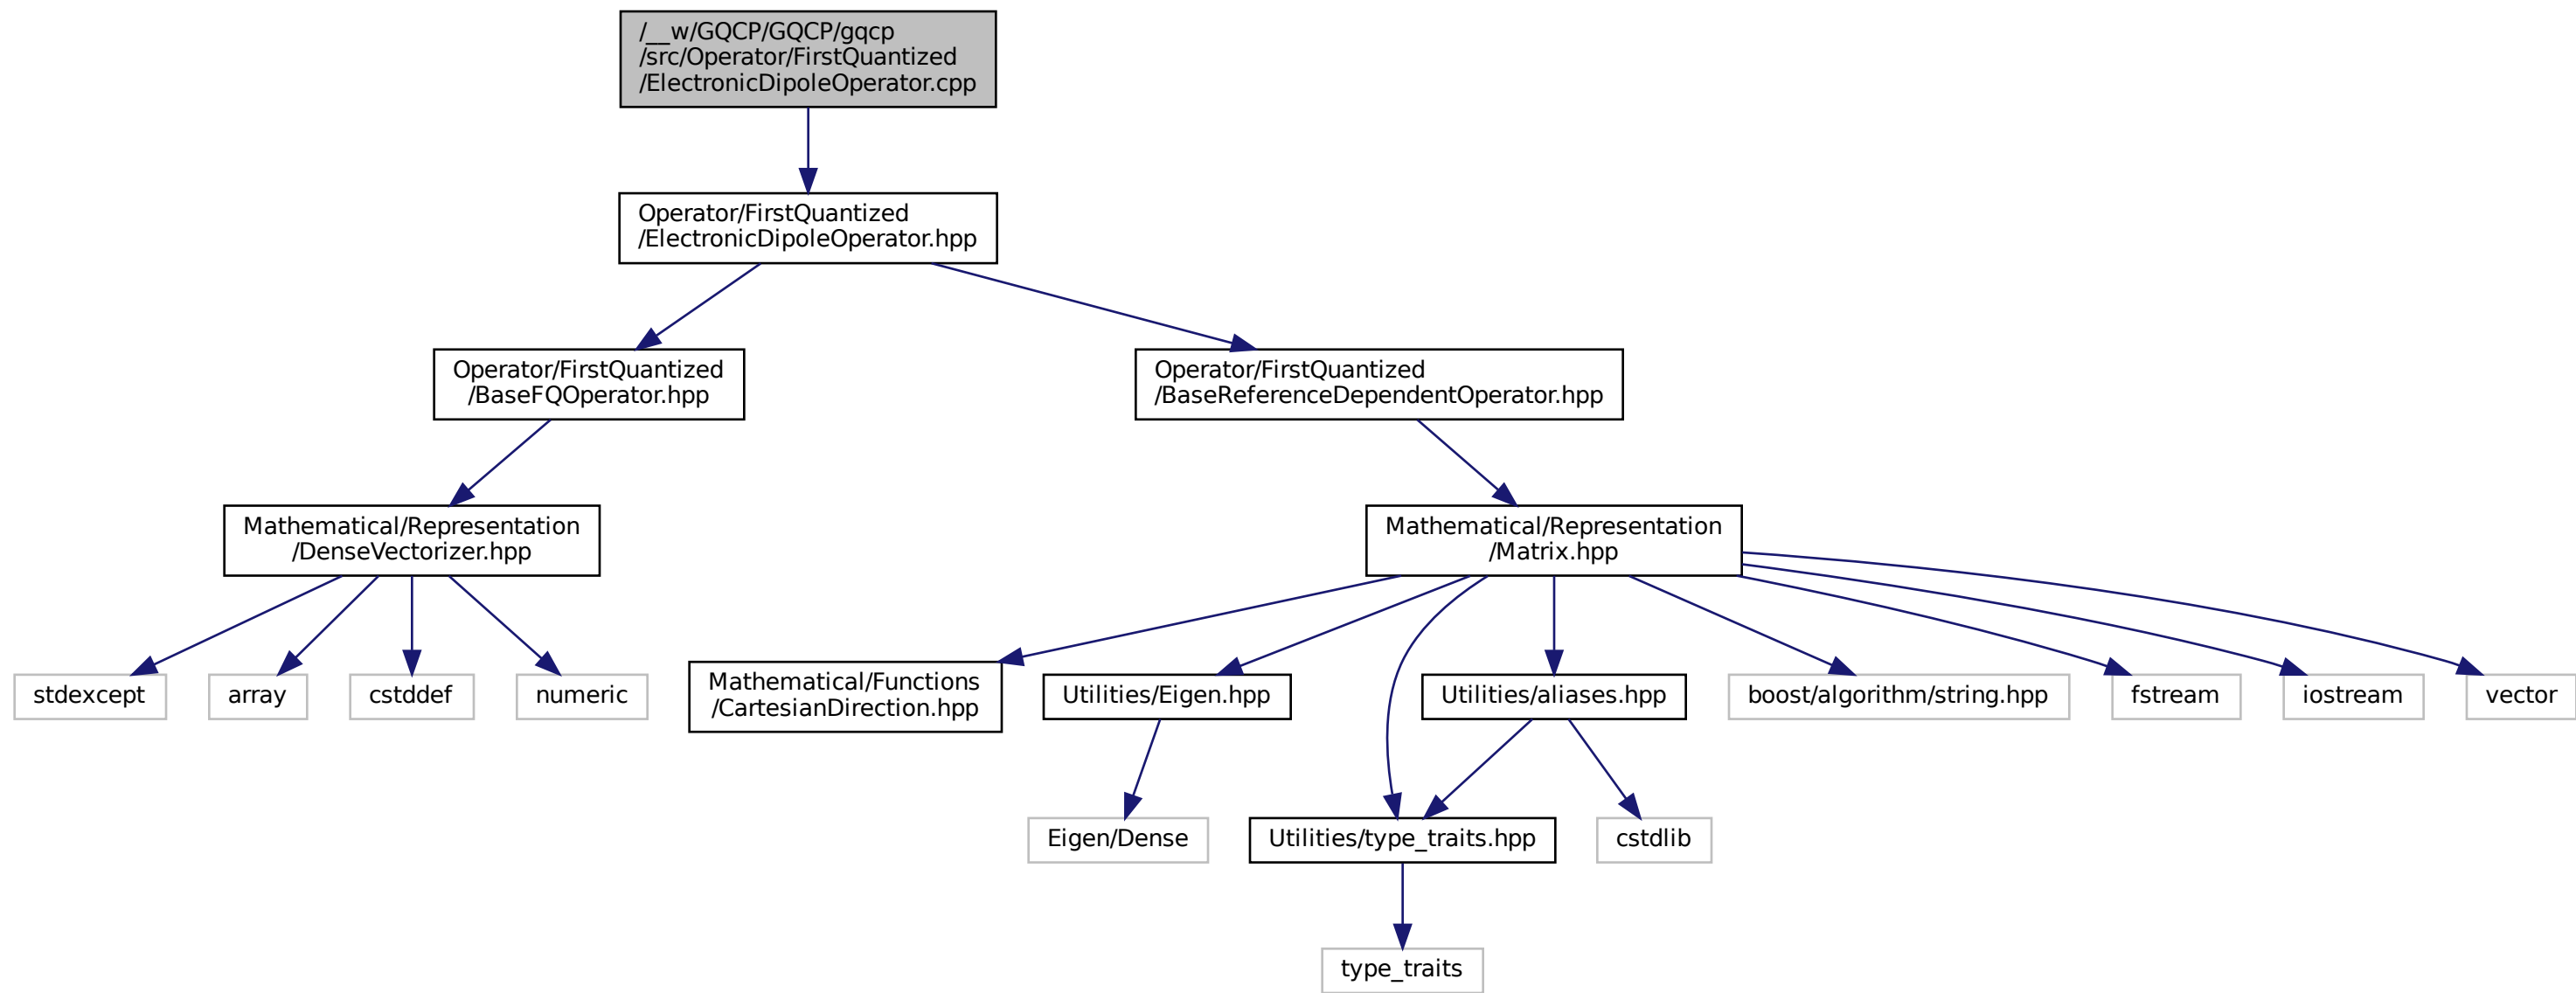 /__w/GQCP/GQCP/gqcp
/src/Operator/FirstQuantized
/ElectronicDipoleOperator.cpp
Operator/FirstQuantized
/ElectronicDipoleOperator.hpp
Operator/FirstQuantized
/BaseFQOperator.hpp
Operator/FirstQuantized
/BaseReferenceDependentOperator.hpp
Mathematical/Representation
/DenseVectorizer.hpp
Mathematical/Representation
/Matrix.hpp
stdexcept
array
cstddef
numeric
Mathematical/Functions
/CartesianDirection.hpp
Utilities/Eigen.hpp
Utilities/aliases.hpp
boost/algorithm/string.hpp
fstream
iostream
vector
Eigen/Dense
Utilities/type_traits.hpp
cstdlib
type_traits